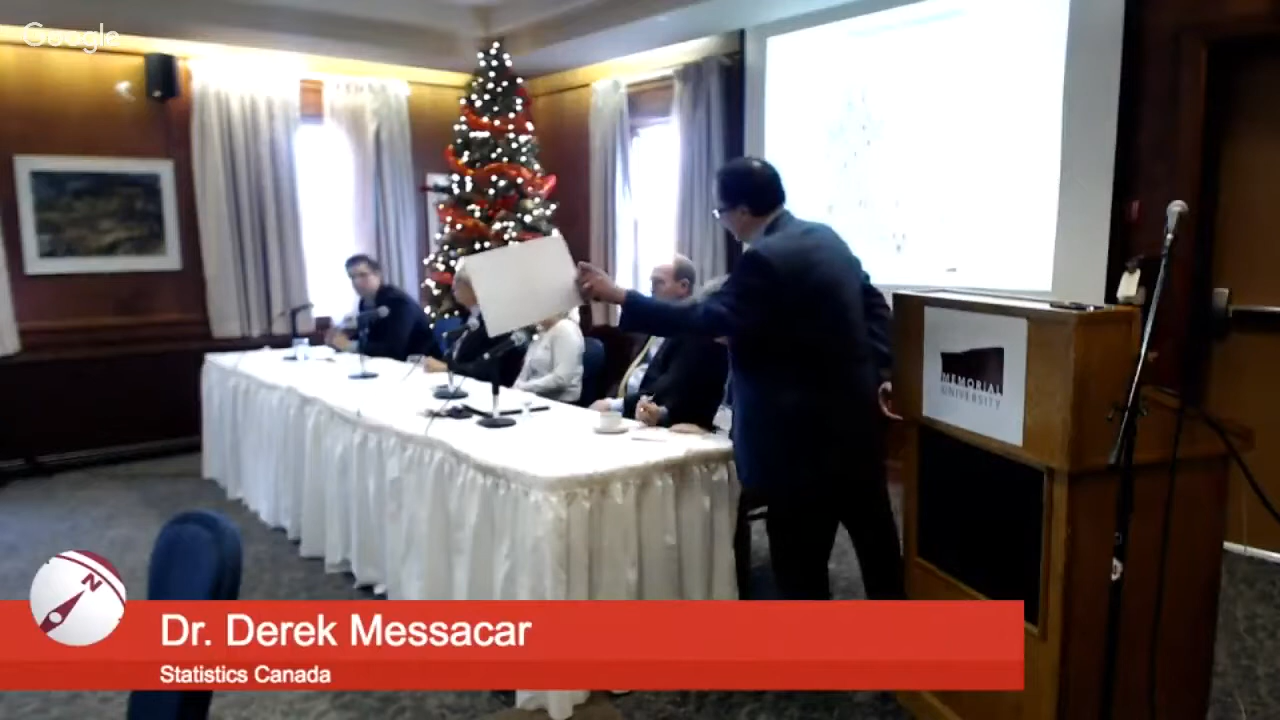 Google
N
MEMORIAL
UNIVERSITY
Dr. Derek Messacar
Statistics Canada